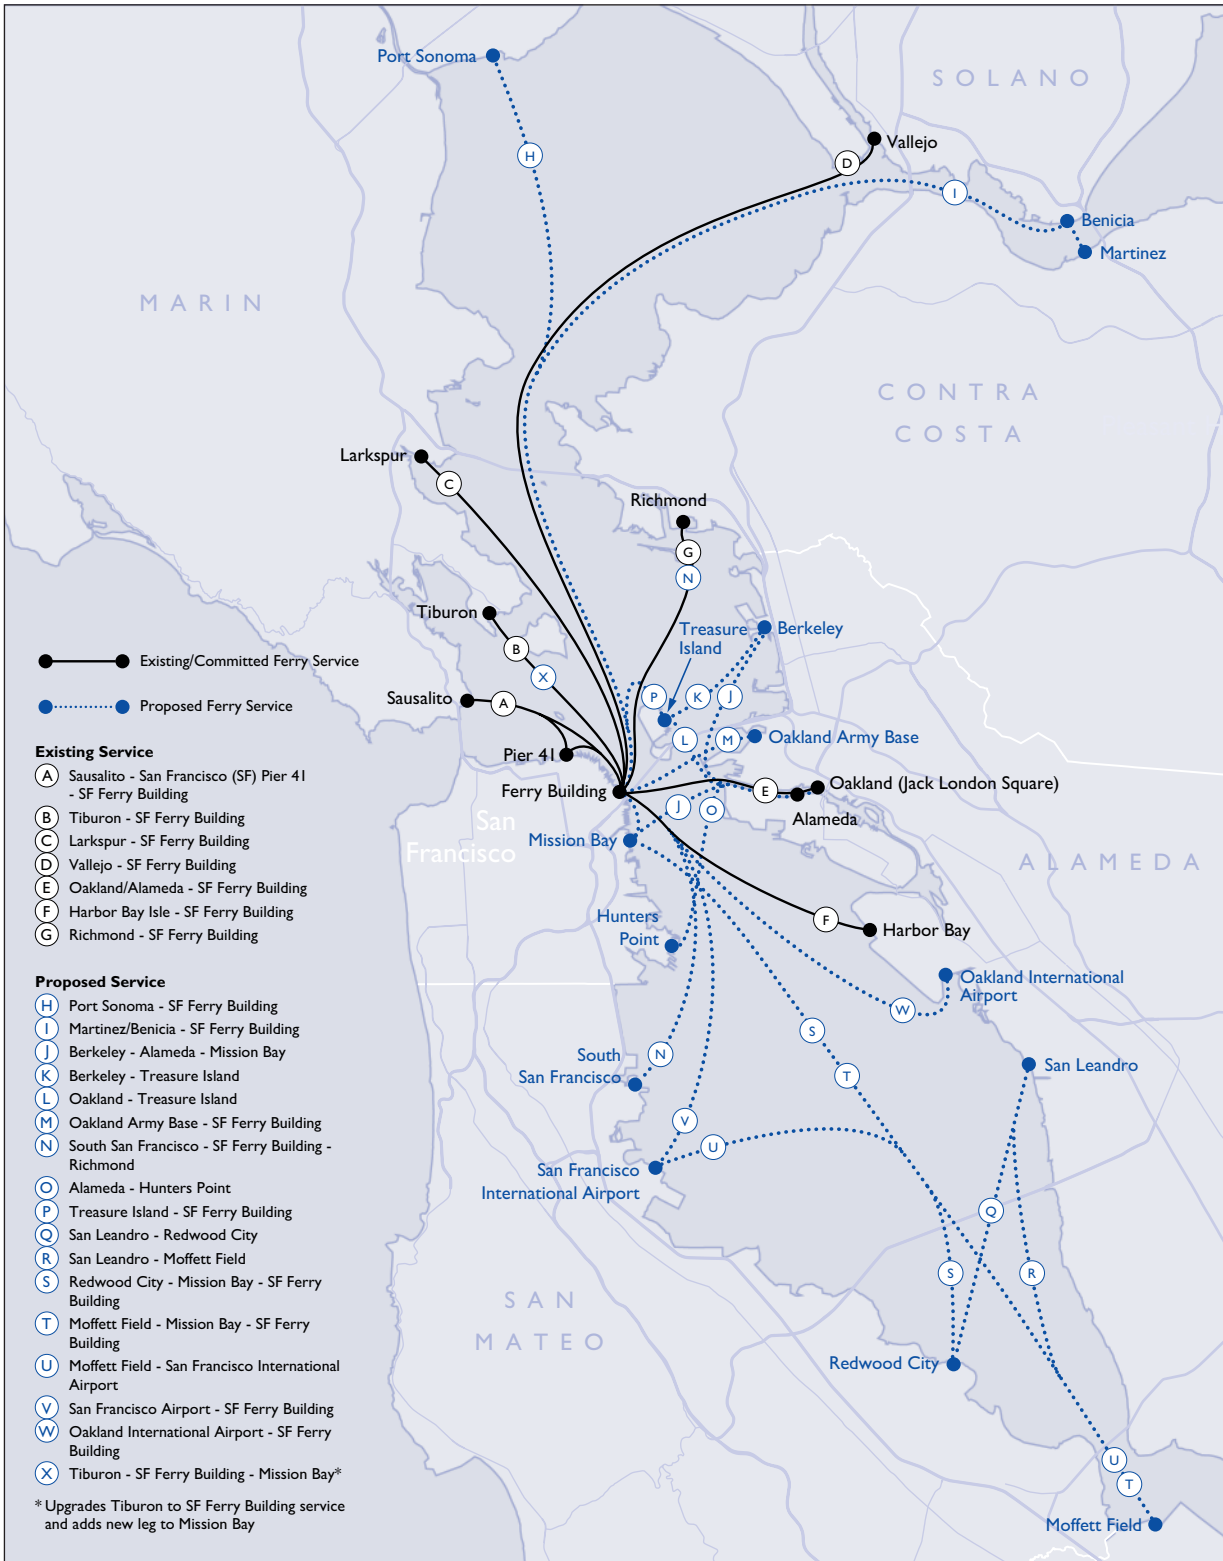 Port Sonoma
SOLANO
Vallejo
H
D
I
Benicia
Martinez
MARIN
CONTRA
COSTA
Larkspur
C
Richmond
G
N
Tiburon
Treasure
Island
Berkeley
B
X
Existing/Committed Ferry Service
Sausalito
A
P
K
J
Proposed Ferry Service
L
M
Oakland Army Base
Pier 41
Ferry Building
E
Oakland (Jack London Square)
Alameda
J
O
San
Francisco
Mission Bay
ALAMEDA
Hunters
Point
F
Harbor Bay
Oakland International
Airport
W
S
South
San Francisco
N
T
San Leandro
V
U
San Francisco
International Airport
Q
S
R
SAN
MATEO
Redwood City
U
T
Moffett Field
Existing Service
A Sausalito - San Francisco (SF) Pier 41
- SF Ferry Building
B Tiburon - SF Ferry Building
C Larkspur - SF Ferry Building
D Vallejo - SF Ferry Building
E Oakland/Alameda - SF Ferry Building
F Harbor Bay Isle - SF Ferry Building
G Richmond - SF Ferry Building
Proposed Service
H Port Sonoma - SF Ferry Building
I Martinez/Benicia - SF Ferry Building
J Berkeley - Alameda - Mission Bay
K Berkeley - Treasure Island
L Oakland - Treasure Island
M Oakland Army Base - SF Ferry Building
N South San Francisco - SF Ferry Building -
Richmond
O Alameda - Hunters Point
P Treasure Island - SF Ferry Building
Q San Leandro - Redwood City
R San Leandro - Moffett Field
S Redwood City - Mission Bay - SF Ferry
Building
T Moffett Field - Mission Bay - SF Ferry
Building
U Moffett Field - San Francisco International
Airport
V San Francisco Airport - SF Ferry Building
W Oakland International Airport - SF Ferry
Building
X Tiburon - SF Ferry Building - Mission Bay*
* Upgrades Tiburon to SF Ferry Building service
and adds new leg to Mission Bay